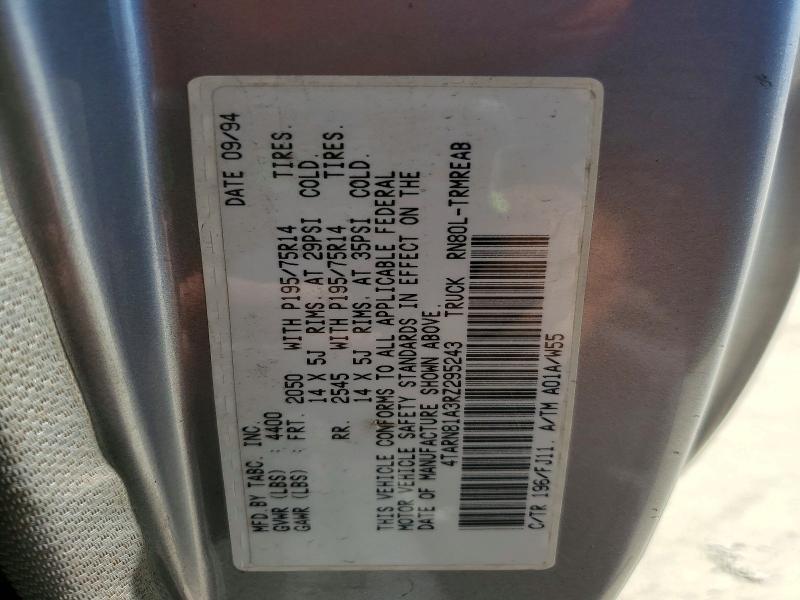 MFD.BY TABC. INC. DATE 09/94
GVWR (LBS) : 4400
GAWR (LBS) : FRT. 2050 WITH P195/75R14 TIRES.
14 X 5J RIMS. AT 29PSI COLD.
RR. 2545 WITH P195/75R14 TIRES.
14 X 5J RIMS. AT 35PSI COLD.
THIS VEHICLE CONFORMS TO ALL APPLICABLE FEDERAL
MOTOR VEHICLE SAFETY STANDARDS IN EFFECT ON THE
DATE OF MANUFACTURE SHOWN ABOVE.
4TARN81A3RZ295243 TRUCK RN80L-TRMREAB
C/TR 196/FJ11. A/TM A01A/W55